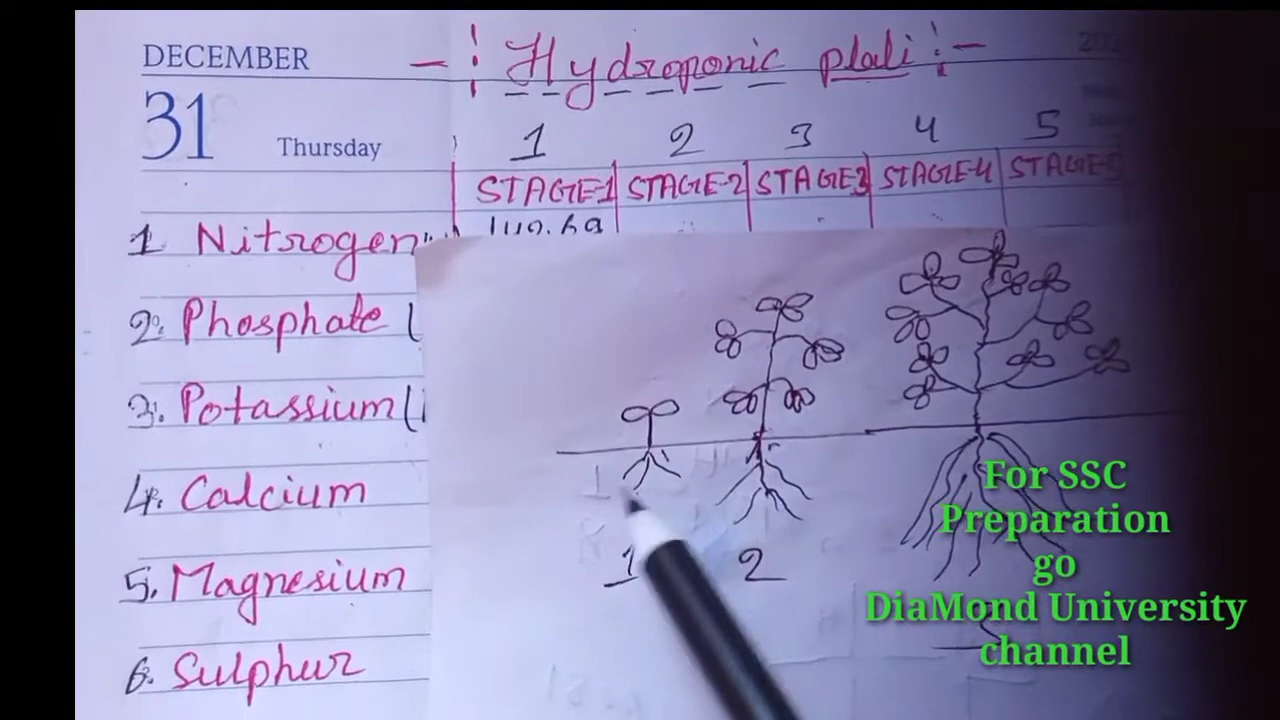 DECEMBER
31
Thursday
Hydroponic plali
1 2 3 4 5
STAGE-1 STAGE-2 STAGE3 STAGE-4 STAGE-5
1 Nitrogen
2. Phosphate (
3. Potassium (
4. Calcium
5. Magnesium
6. Sulphur
1 2
For SSC
Preparation
go
DiaMond University
channel